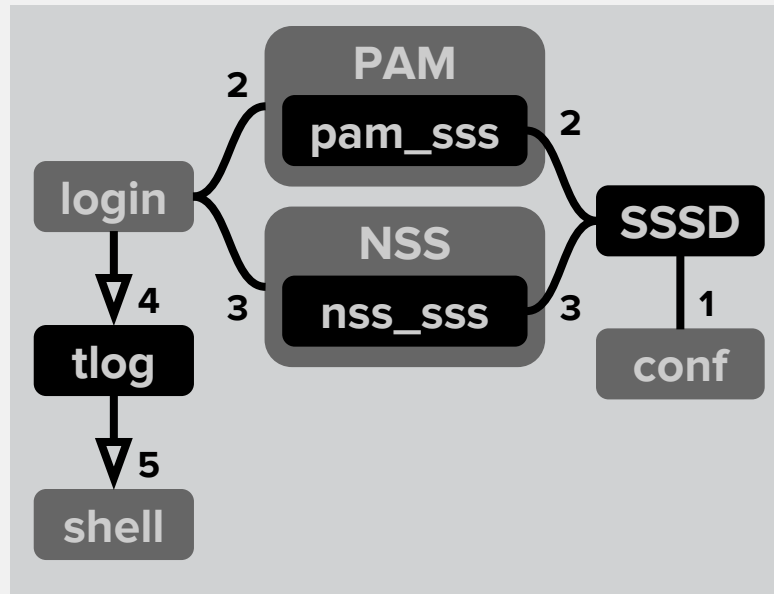 PAM
2
pam_sss
2
login
SSSD
NSS
4
3
nss_sss
3
1
tlog
conf
5
shell